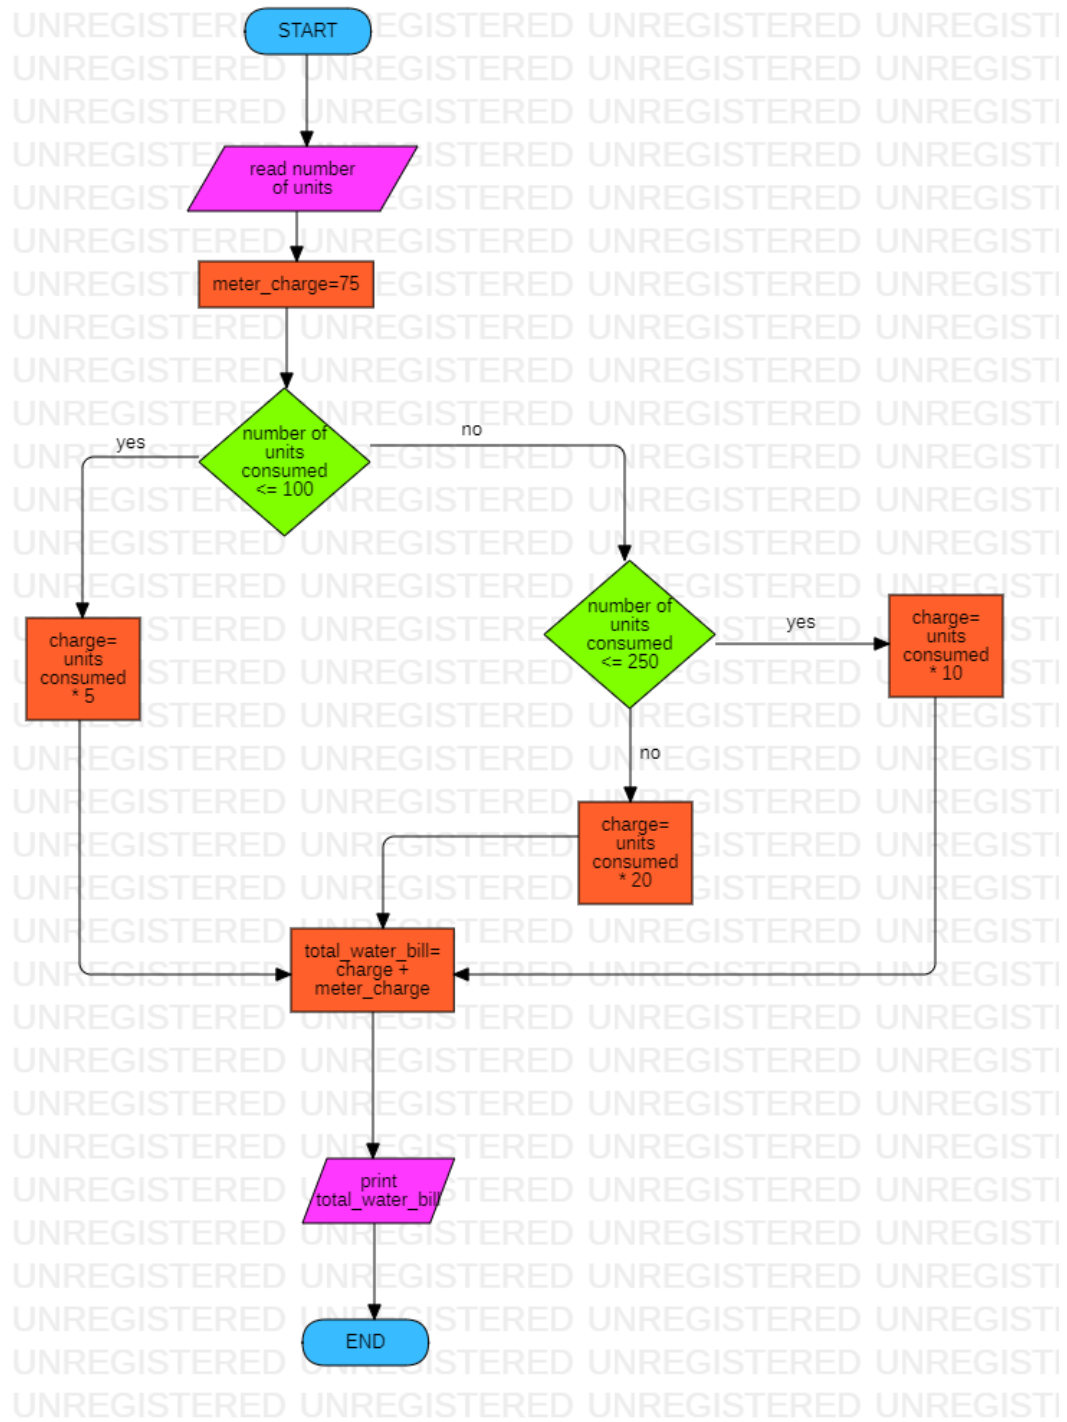 START
read number
of units
meter_charge=75
number of
units
consumed
<= 100
yes
no
number of
units
consumed
<= 250
yes
no
charge=
units
consumed
* 5
charge=
units
consumed
* 10
charge=
units
consumed
* 20
total_water_bill=
charge +
meter_charge
print
total_water_bill
END